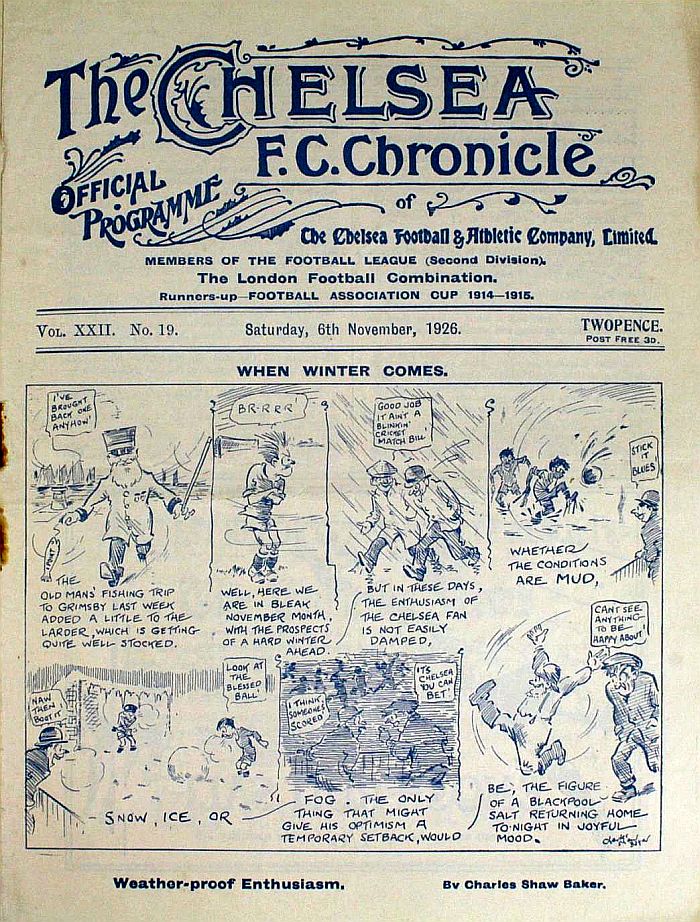 The CHELSEA
F.C. Chronicle
OFFICIAL
PROGRAMME
of
The Chelsea Football & Athletic Company, Limited.
MEMBERS OF THE FOOTBALL LEAGUE (Second Division).
The London Football Combination.
Runners-up—FOOTBALL ASSOCIATION CUP 1914-1915.
VOL. XXII. No. 19.
Saturday, 6th November, 1926.
TWOPENCE.
POST FREE 3D.
WHEN WINTER COMES.
I'VE
BROUGHT
BACK ONE
ANYHOW!
1 POINT
THE
OLD MANS' FISHING TRIP
TO GRIMSBY LAST WEEK
ADDED A LITTLE TO THE
LARDER, WHICH IS GETTING
QUITE WELL STOCKED.
BR-RRR!
WELL, HERE WE
ARE IN BLEAK
NOVEMBER MONTH,
WITH THE PROSPECTS
OF A HARD WINTER
AHEAD.
GOOD JOB
IT AINT A
BLINKIN'
CRICKET
MATCH BILL!
BUT IN THESE DAYS,
THE ENTHUSIASM OF
THE CHELSEA FAN
IS NOT EASILY
DAMPED,
STICK
IT
BLUES
WHETHER
THE CONDITIONS
ARE MUD,
NAW
THEN
BOOT IT
LOOK AT
THE
BLESSED
BALL
SNOW, ICE, OR
I THINK
SOMEONE'S
SCORED
IT'S
CHELSEA
YOU CAN
BET!
FOG. THE ONLY
THING THAT MIGHT
GIVE HIS OPTIMISM A
TEMPORARY SETBACK, WOULD
CANT SEE
ANYTHING
TO BE
HAPPY ABOUT!
BE, THE FIGURE
OF A BLACKPOOL
SALT RETURNING HOME
TO-NIGHT IN JOYFUL
MOOD.
Weather-proof Enthusiasm.
By Charles Shaw Baker.